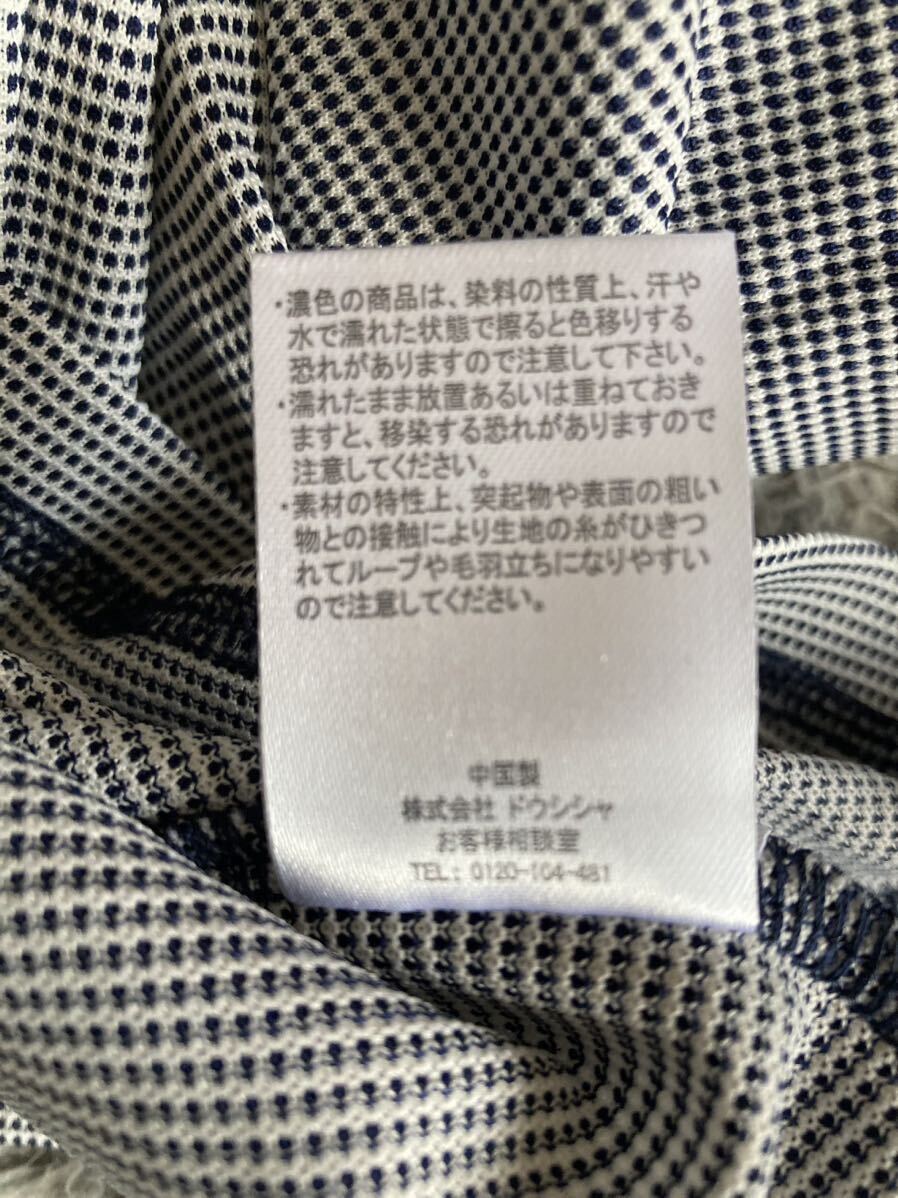 ・濃色の商品は、染料の性質上、汗や
水で濡れた状態で擦ると色移りする
恐れがありますので注意して下さい。
・濡れたまま放置あるいは重ねておき
ますと、移染する恐れがありますので
注意してください。
・素材の特性上、突起物や表面の粗い
物との接触により生地の糸がひきつ
れてループや毛羽立ちになりやすい
ので注意してください。
中国製
株式会社 ドウシシャ
お客様相談室
TEL: 0120-104-481